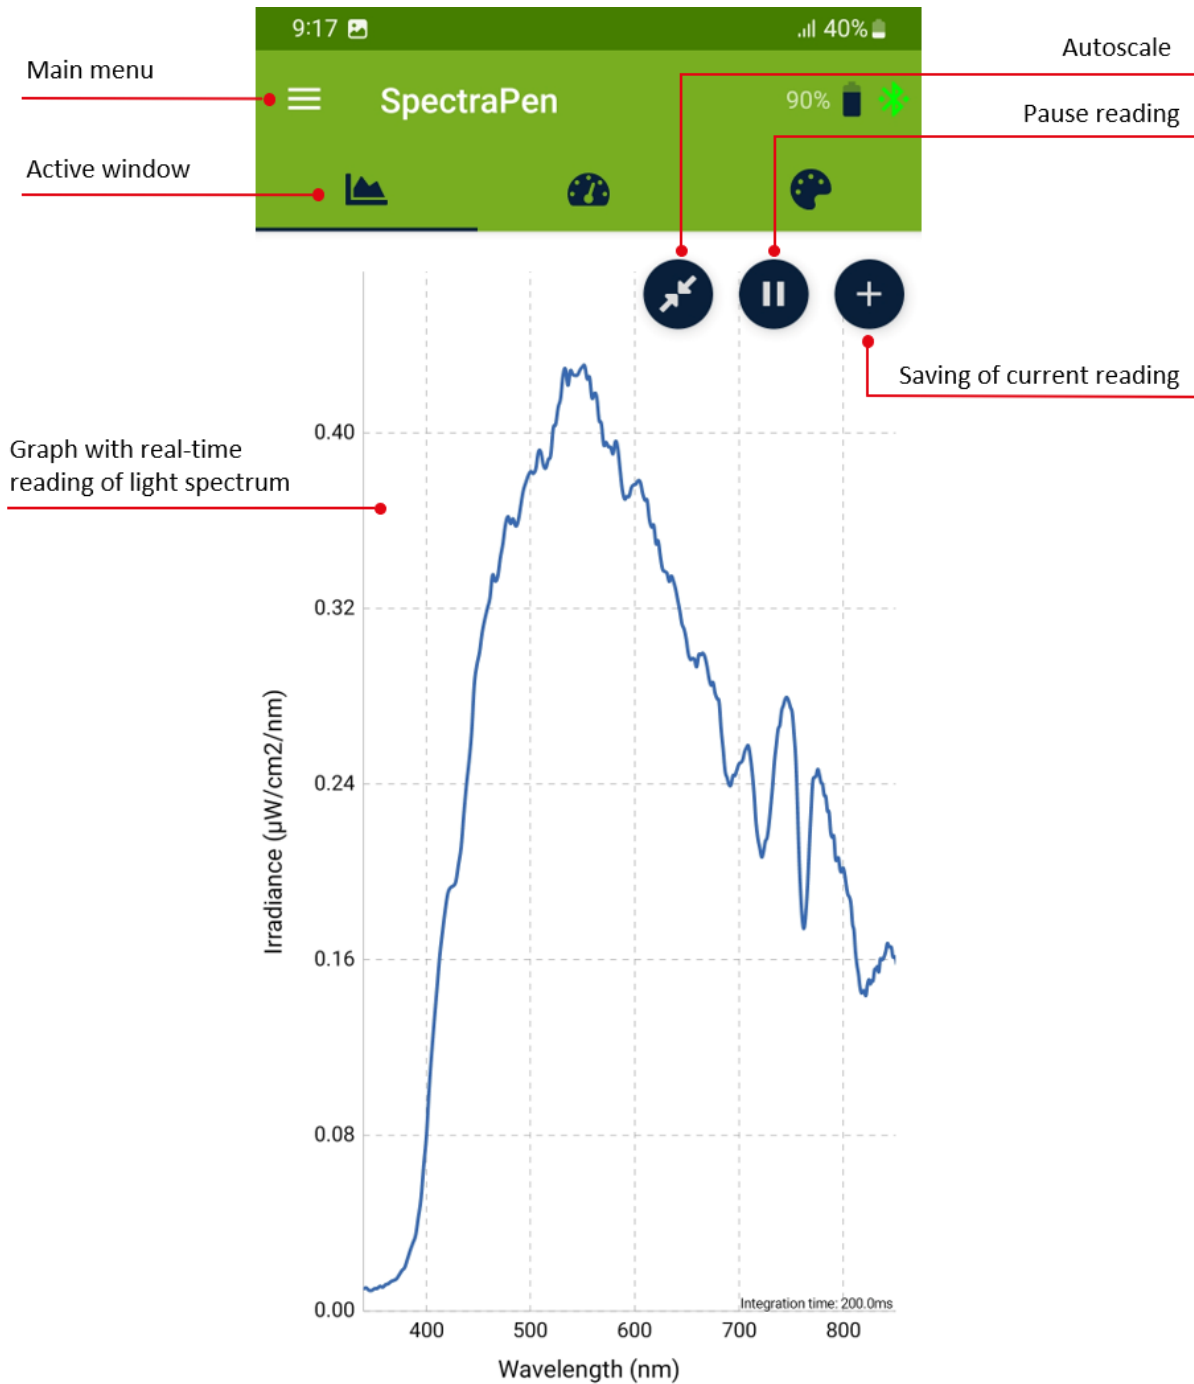 9:17
40%
Main menu
Autoscale
SpectraPen
90%
Pause reading
Active window
Saving of current reading
Graph with real-time
reading of light spectrum
0.40
0.32
0.24
0.16
0.08
0.00
Irradiance (µW/cm2/nm)
Integration time: 200.0ms
400 500 600 700 800
Wavelength (nm)